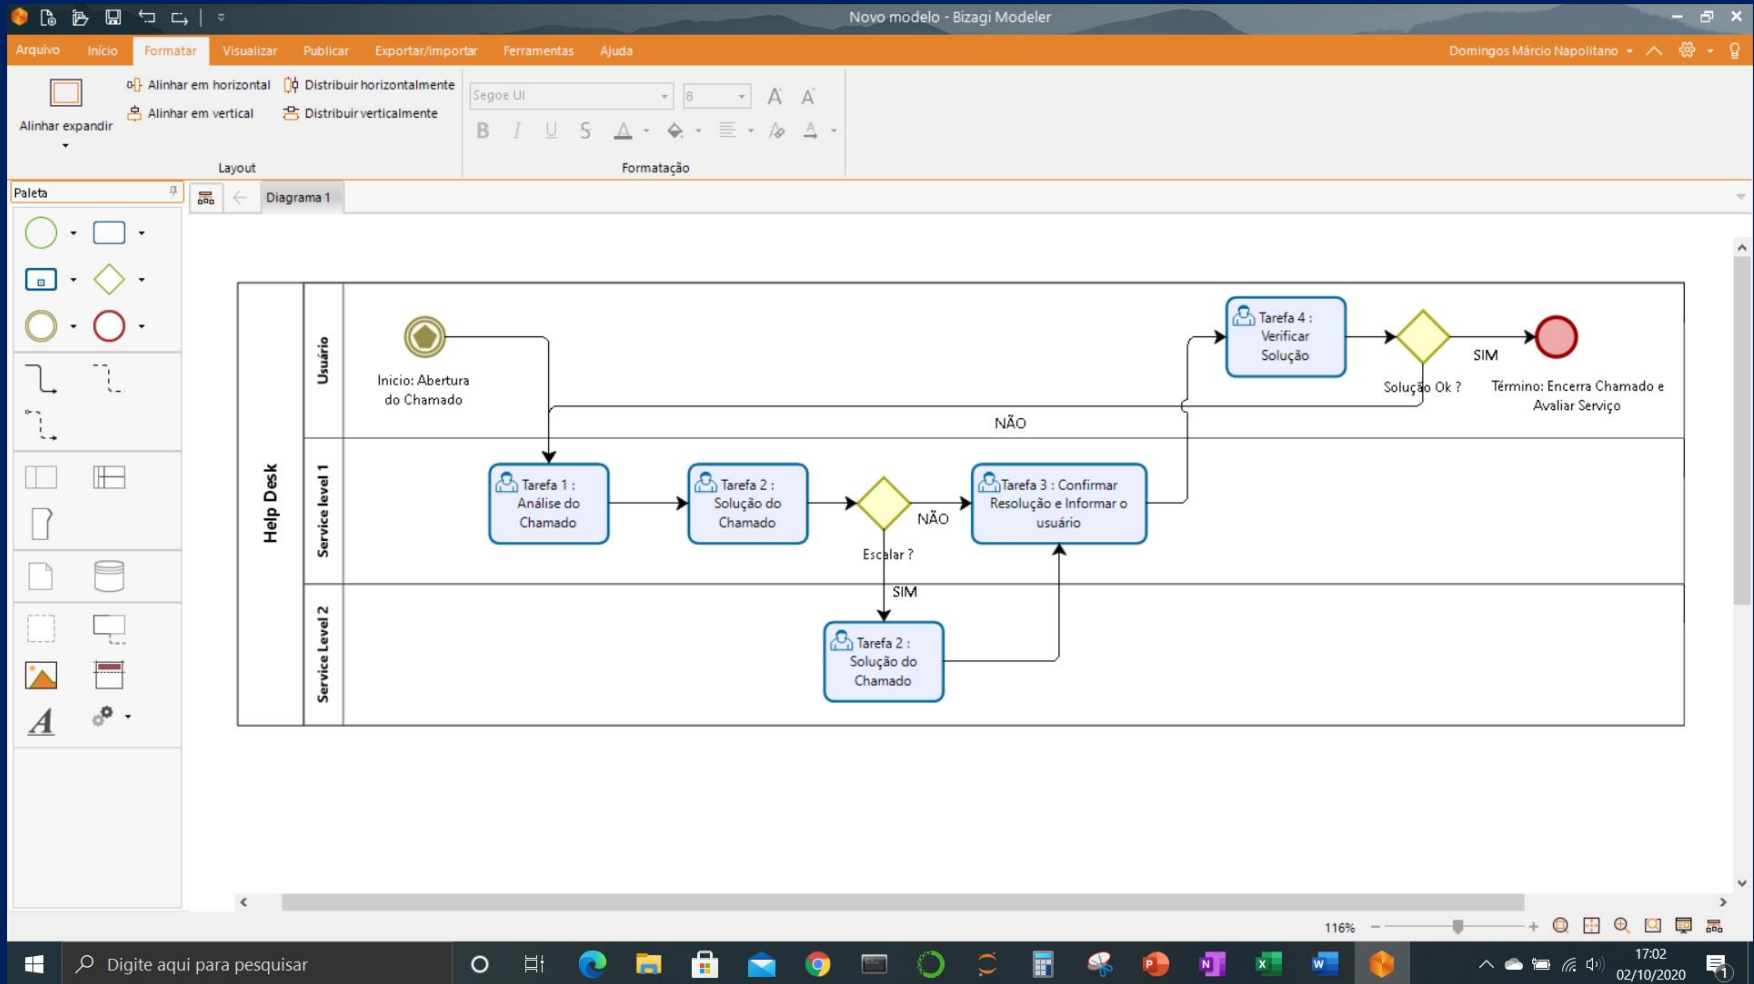 Novo modelo - Bizagi Modeler
Arquivo Início Formatar Visualizar Publicar Exportar/importar Ferramentas Ajuda Domingos Márcio Napolitano
Alinhar em horizontal Distribuir horizontalmente
Alinhar em vertical Distribuir verticalmente
Alinhar expandir
Segoe UI 8
Layout Formatação
Paleta
Diagrama 1
Help Desk
Usuário
Inicio: Abertura
do Chamado
Tarefa 4 :
Verificar
Solução
Solução Ok ?
SIM
Término: Encerra Chamado e
Avaliar Serviço
NÃO
Service level 1
Tarefa 1 :
Análise do
Chamado
Tarefa 2 :
Solução do
Chamado
Escalar ?
NÃO
Tarefa 3 : Confirmar
Resolução e Informar o
usuário
SIM
Service Level 2
Tarefa 2 :
Solução do
Chamado
116%
Digite aqui para pesquisar
17:02
02/10/2020
1